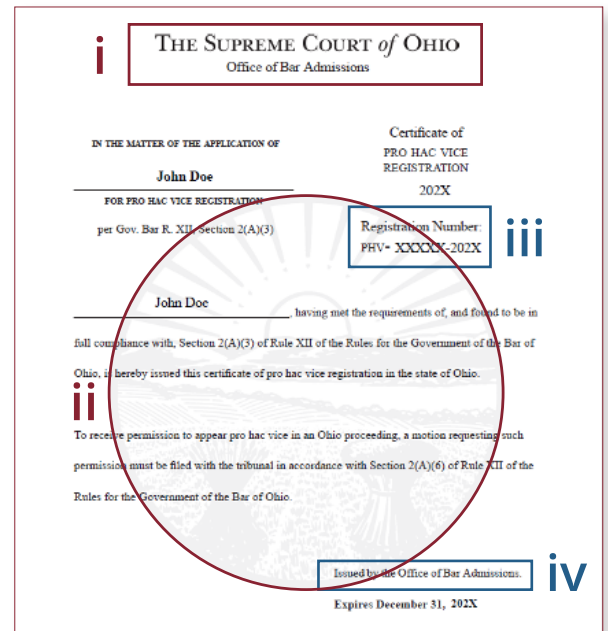 i
THE SUPREME COURT of OHIO
Office of Bar Admissions
IN THE MATTER OF THE APPLICATION OF
John Doe
FOR PRO HAC VICE REGISTRATION
per Gov. Bar R. XII, Section 2(A)(3)
Certificate of
PRO HAC VICE
REGISTRATION
202X
Registration Number:
PHV- XXXXX-202X
iii
John Doe, having met the requirements of, and found to be in
full compliance with, Section 2(A)(3) of Rule XII of the Rules for the Government of the Bar of
Ohio, is hereby issued this certificate of pro hac vice registration in the state of Ohio.
ii
To receive permission to appear pro hac vice in an Ohio proceeding, a motion requesting such
permission must be filed with the tribunal in accordance with Section 2(A)(6) of Rule XII of the
Rules for the Government of the Bar of Ohio.
Issued by the Office of Bar Admissions.
iv
Expires December 31, 202X